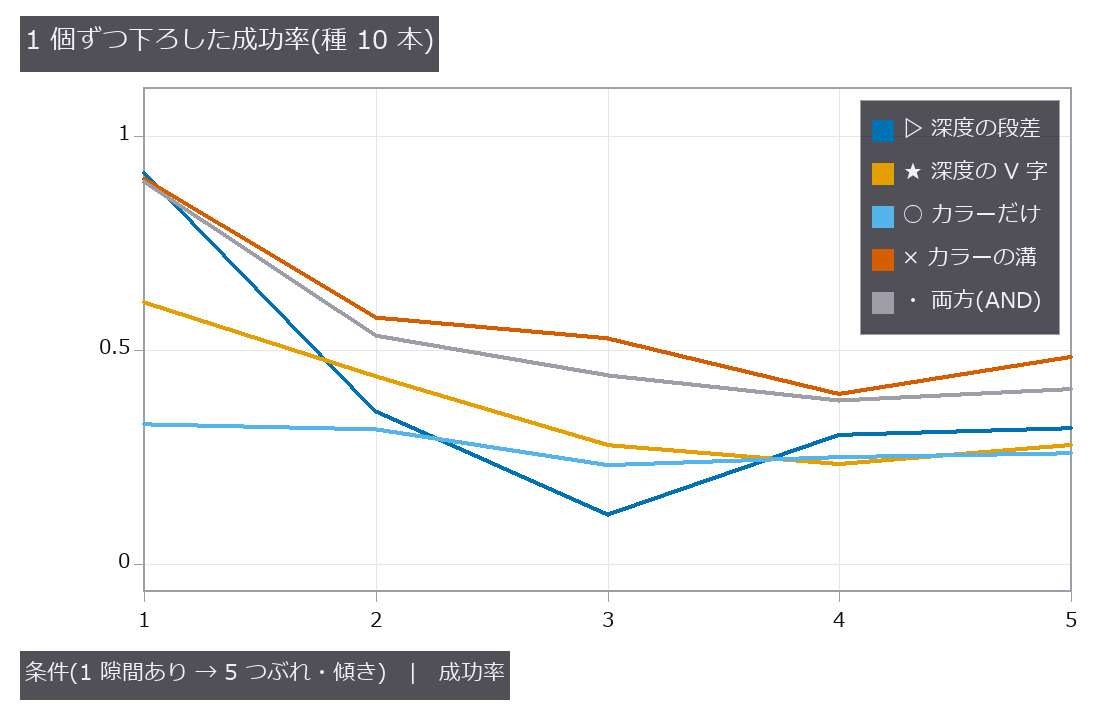 1 個ずつ下ろした成功率(種 10 本)
▷ 深度の段差
★ 深度の V 字
○ カラーだけ
× カラーの溝
・ 両方(AND)
1
0.5
0
1 2 3 4 5
条件(1 隙間あり → 5 つぶれ・傾き) | 成功率